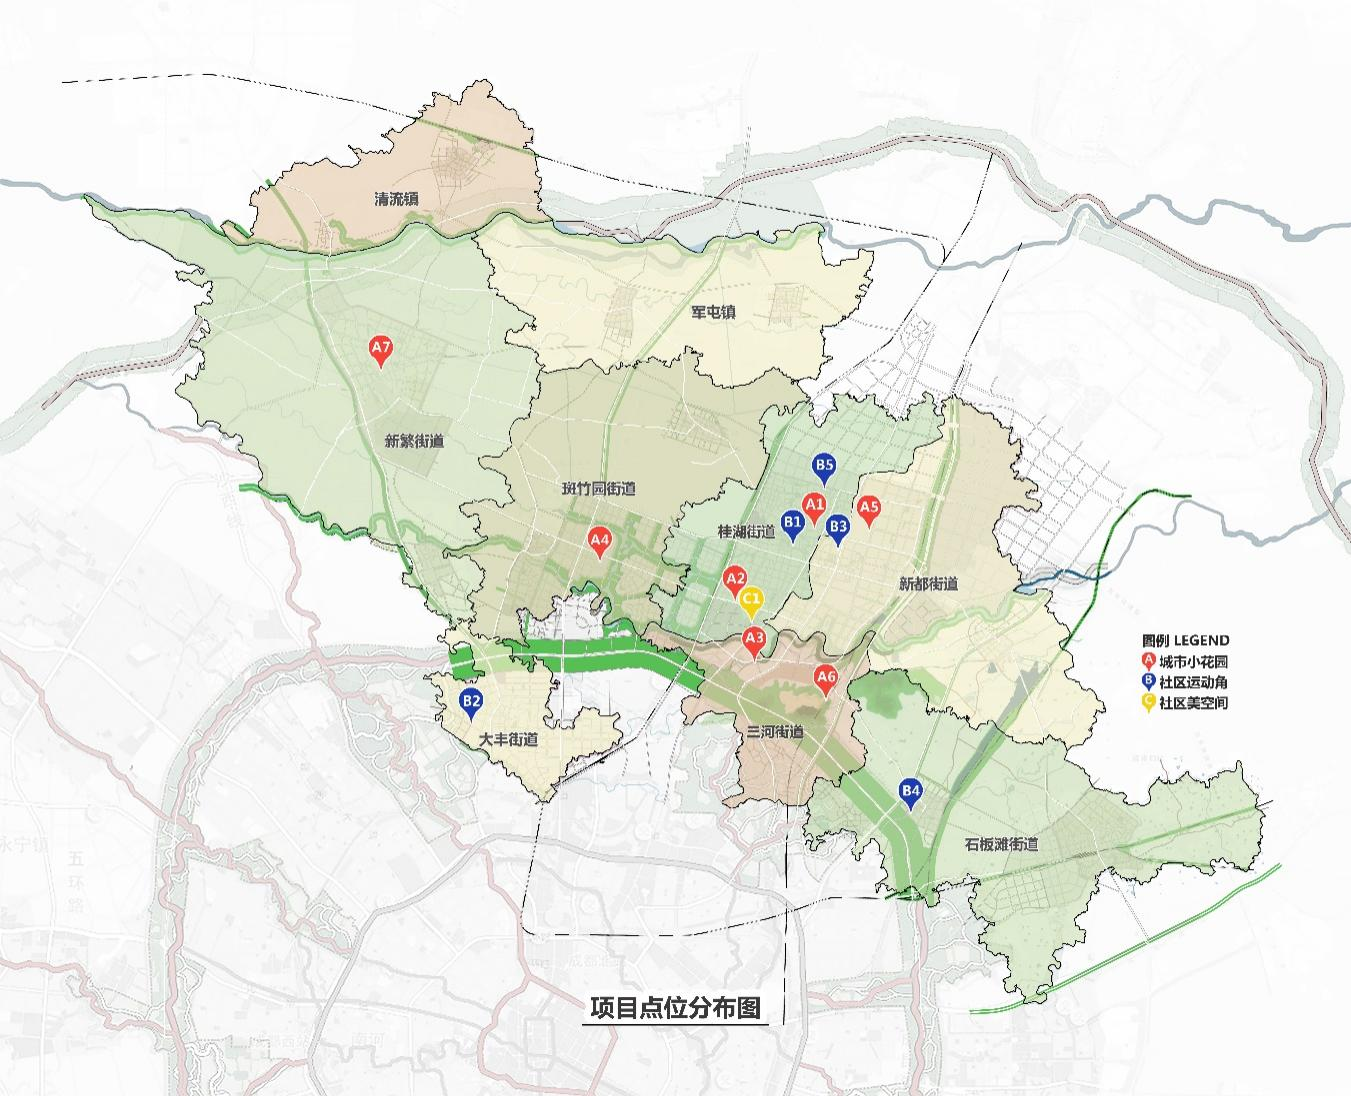 清流镇
军屯镇
A7
新繁街道
B5
斑竹园街道
A1
A5
B1
B3
桂湖街道
A4
A2
新都街道
C1
A3
图例 LEGEND
A 城市小花园
B 社区运动角
C 社区美空间
A6
B2
三河街道
大丰街道
B4
石板滩街道
永宁镇
五环路
项目点位分布图